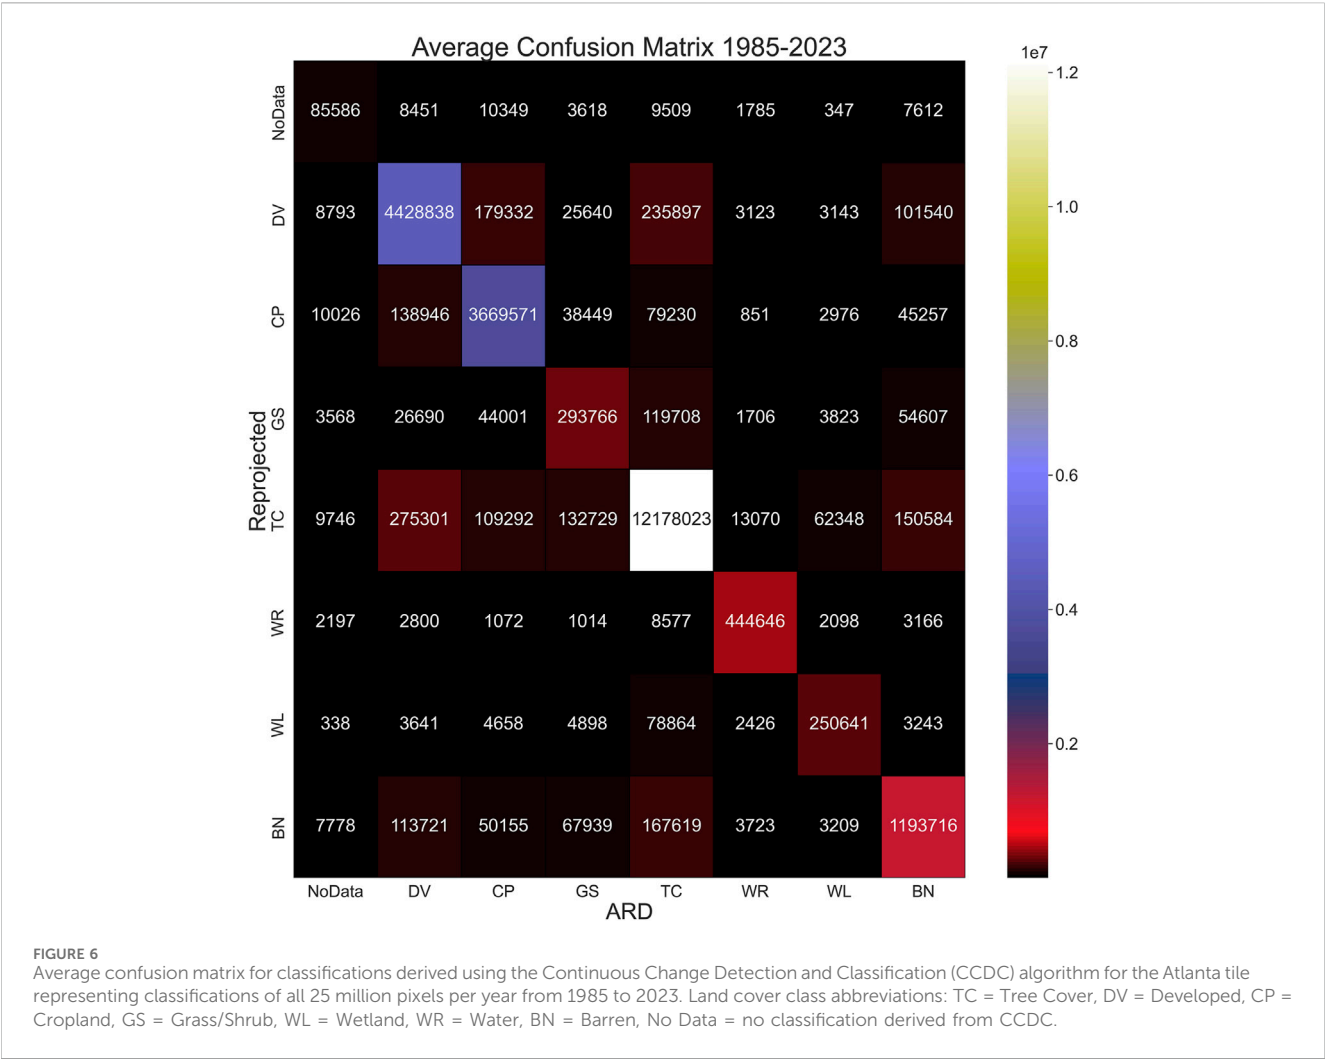 Average Confusion Matrix 1985-2023
1e7
NoData 85586 8451 10349 3618 9509 1785 347 7612
DV 8793 4428838 179332 25640 235897 3123 3143 101540
CP 10026 138946 3669571 38449 79230 851 2976 45257
GS 3568 26690 44001 293766 119708 1706 3823 54607
TC 9746 275301 109292 132729 12178023 13070 62348 150584
WR 2197 2800 1072 1014 8577 444646 2098 3166
WL 338 3641 4658 4898 78864 2426 250641 3243
BN 7778 113721 50155 67939 167619 3723 3209 1193716
Reprojected
NoData DV CP GS TC WR WL BN
ARD
1.2
1.0
0.8
0.6
0.4
0.2
FIGURE 6
Average confusion matrix for classifications derived using the Continuous Change Detection and Classification (CCDC) algorithm for the Atlanta tile
representing classifications of all 25 million pixels per year from 1985 to 2023. Land cover class abbreviations: TC = Tree Cover, DV = Developed, CP =
Cropland, GS = Grass/Shrub, WL = Wetland, WR = Water, BN = Barren, No Data = no classification derived from CCDC.